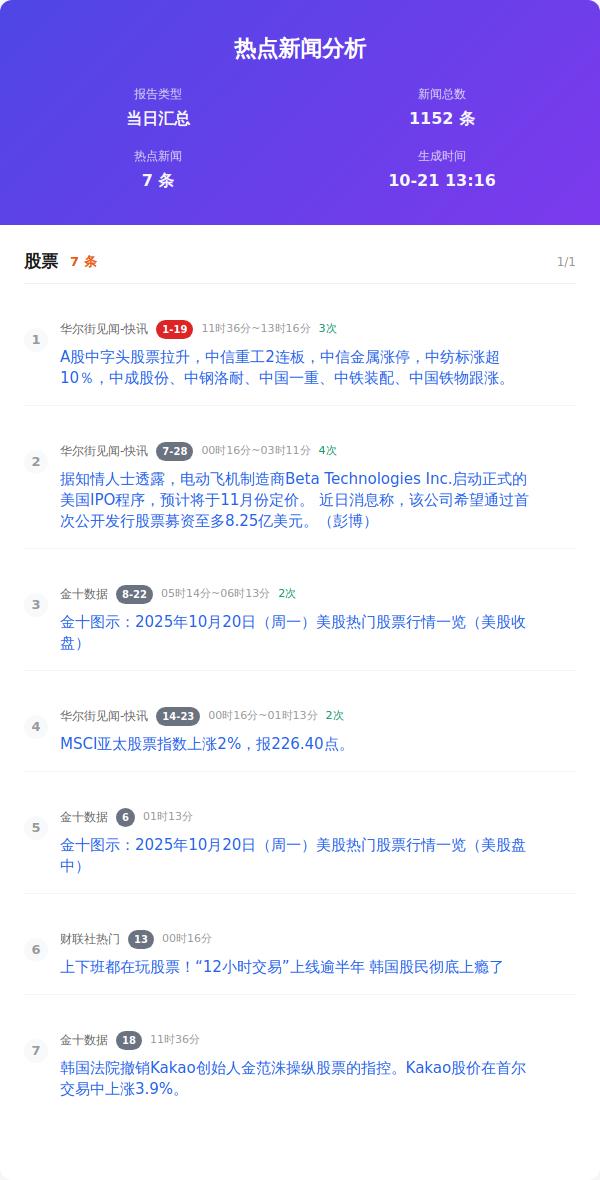 热点新闻分析
报告类型
新闻总数
当日汇总
1152 条
热点新闻
生成时间
7 条
10-21 13:16
股票 7 条 1/1
1
华尔街见闻-快讯 1-19 11时36分~13时16分 3次
A股中字头股票拉升，中信重工2连板，中信金属涨停，中纺标涨超
10％，中成股份、中钢洛耐、中国一重、中铁装配、中国铁物跟涨。
2
华尔街见闻-快讯 7-28 00时16分~03时11分 4次
据知情人士透露，电动飞机制造商Beta Technologies Inc.启动正式的
美国IPO程序，预计将于11月份定价。 近日消息称，该公司希望通过首
次公开发行股票募资至多8.25亿美元。（彭博）
3
金十数据 8-22 05时14分~06时13分 2次
金十图示：2025年10月20日（周一）美股热门股票行情一览（美股收
盘）
4
华尔街见闻-快讯 14-23 00时16分~01时13分 2次
MSCI亚太股票指数上涨2%，报226.40点。
5
金十数据 6 01时13分
金十图示：2025年10月20日（周一）美股热门股票行情一览（美股盘
中）
6
财联社热门 13 00时16分
上下班都在玩股票！“12小时交易”上线逾半年 韩国股民彻底上瘾了
7
金十数据 18 11时36分
韩国法院撤销Kakao创始人金范洙操纵股票的指控。Kakao股价在首尔
交易中上涨3.9%。